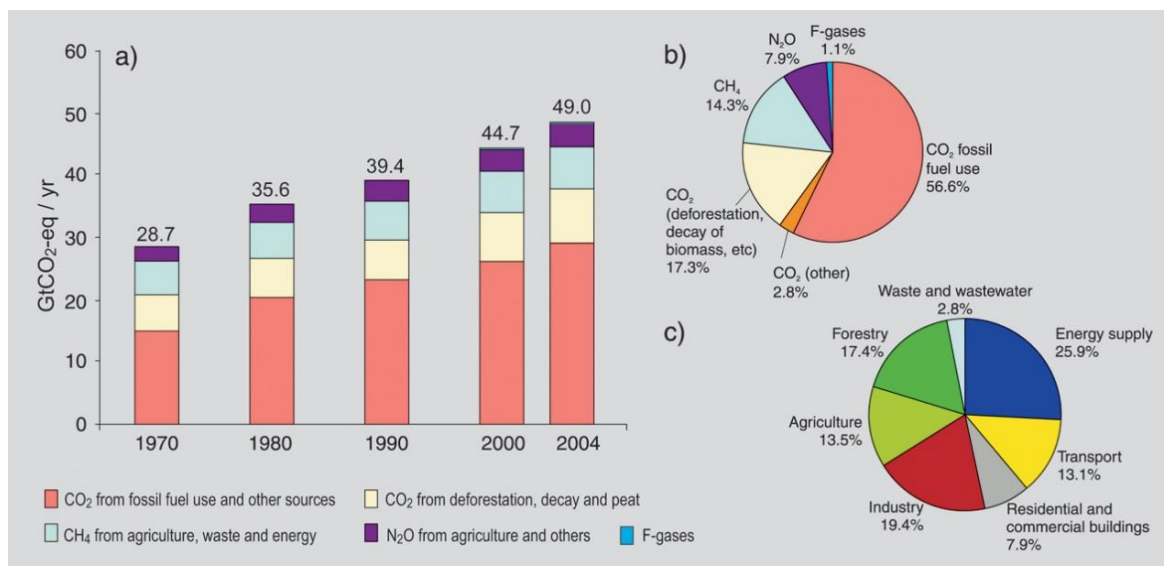 a)
GtCO₂-eq / yr
60
50
40
30
20
10
0
28.7
35.6
39.4
44.7
49.0
1970
1980
1990
2000
2004
CO₂ from fossil fuel use and other sources
CO₂ from deforestation, decay and peat
CH₄ from agriculture, waste and energy
N₂O from agriculture and others
F-gases
b)
F-gases
1.1%
N₂O
7.9%
CH₄
14.3%
CO₂ fossil
fuel use
56.6%
CO₂
(deforestation,
decay of
biomass, etc)
17.3%
CO₂ (other)
2.8%
c)
Waste and wastewater
2.8%
Forestry
17.4%
Energy supply
25.9%
Agriculture
13.5%
Transport
13.1%
Industry
19.4%
Residential and
commercial buildings
7.9%